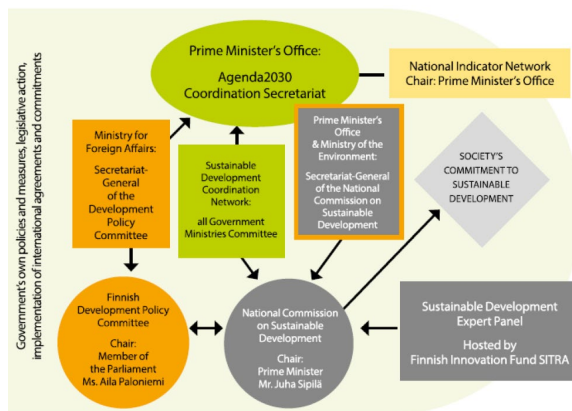 Government's own policies and measures, legislative action,
implementation of international agreements and commitments
Prime Minister's Office:
Agenda2030
Coordination Secretariat
National Indicator Network
Chair: Prime Minister's Office
Ministry for
Foreign Affairs:
Secretariat-
General
of the
Development
Policy
Committee
Sustainable
Development
Coordination
Network:
all Government
Ministries Committee
Prime Minister's
Office
& Ministry of the
Environment:
Secretariat-General
of the National
Commission on
Sustainable
Development
SOCIETY'S
COMMITMENT TO
SUSTAINABLE
DEVELOPMENT
Finnish
Development Policy
Committee
Chair:
Member of
the Parliament
Ms. Aila Paloniemi
National Commission
on Sustainable
Development
Chair:
Prime Minister
Mr. Juha Sipilä
Sustainable Development
Expert Panel
Hosted by
Finnish Innovation Fund SITRA